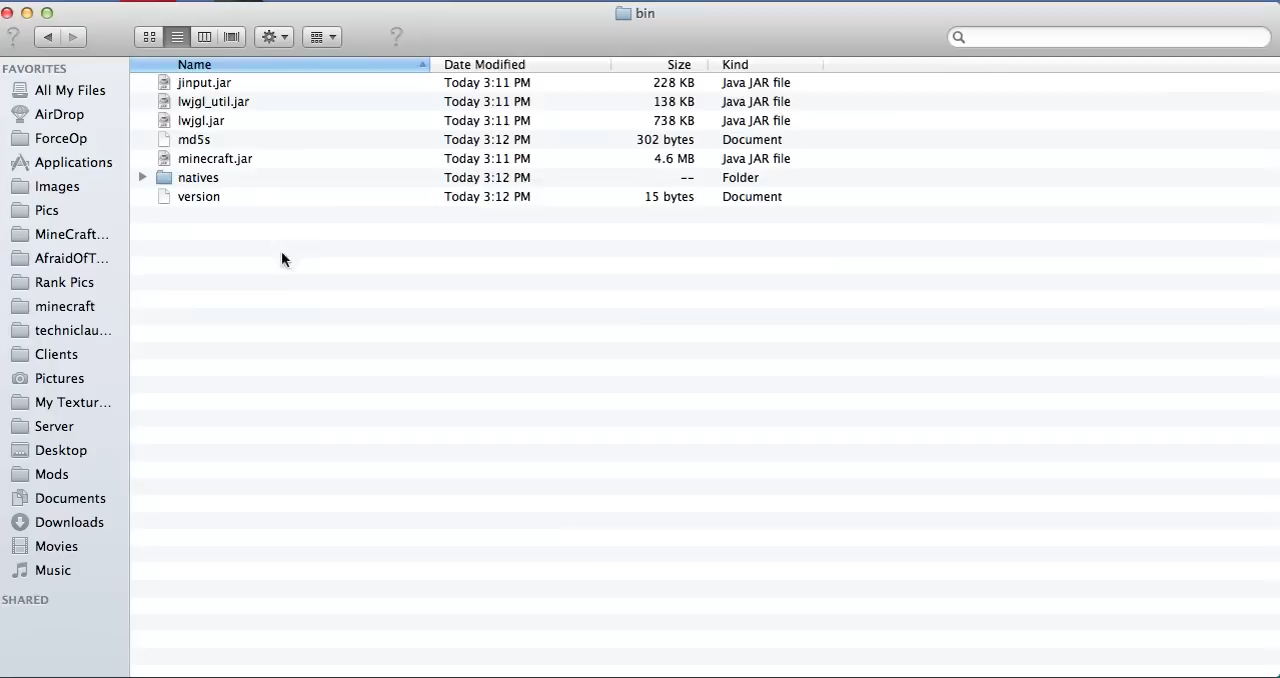 bin
? ?
FAVORITES
All My Files
AirDrop
ForceOp
Applications
Images
Pics
MineCraft...
AfraidOfT...
Rank Pics
minecraft
techniclau...
Clients
Pictures
My Textur...
Server
Desktop
Mods
Documents
Downloads
Movies
Music
SHARED
Name Date Modified Size Kind
jinput.jar Today 3:11 PM 228 KB Java JAR file
lwjgl_util.jar Today 3:11 PM 138 KB Java JAR file
lwjgl.jar Today 3:11 PM 738 KB Java JAR file
md5s Today 3:12 PM 302 bytes Document
minecraft.jar Today 3:11 PM 4.6 MB Java JAR file
natives Today 3:12 PM -- Folder
version Today 3:12 PM 15 bytes Document